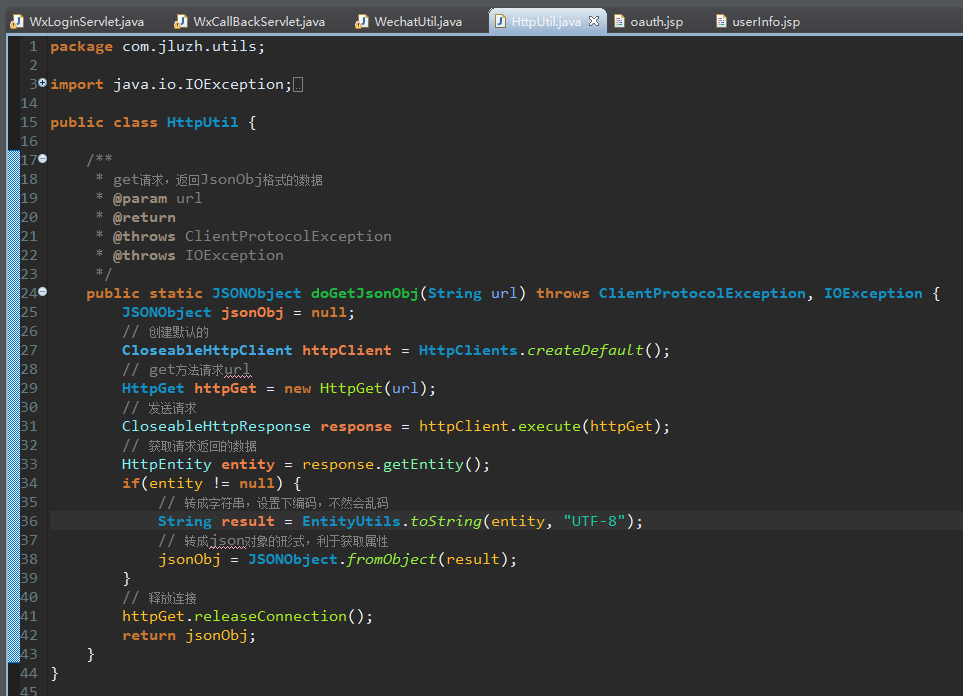 WxLoginServlet.java WxCallBackServlet.java WechatUtil.java HttpUtil.java oauth.jsp userInfo.jsp
1 package com.jluzh.utils;
2
3 import java.io.IOException;
14
15 public class HttpUtil {
16
17 /**
18 * get请求，返回JsonObj格式的数据
19 * @param url
20 * @return
21 * @throws ClientProtocolException
22 * @throws IOException
23 */
24 public static JSONObject doGetJsonObj(String url) throws ClientProtocolException, IOException {
25 JSONObject jsonObj = null;
26 // 创建默认的
27 CloseableHttpClient httpClient = HttpClients.createDefault();
28 // get方法请求url
29 HttpGet httpGet = new HttpGet(url);
30 // 发送请求
31 CloseableHttpResponse response = httpClient.execute(httpGet);
32 // 获取请求返回的数据
33 HttpEntity entity = response.getEntity();
34 if(entity != null) {
35 // 转成字符串，设置下编码，不然会乱码
36 String result = EntityUtils.toString(entity, "UTF-8");
37 // 转成json对象的形式，利于获取属性
38 jsonObj = JSONObject.fromObject(result);
39 }
40 // 释放连接
41 httpGet.releaseConnection();
42 return jsonObj;
43 }
44 }
45